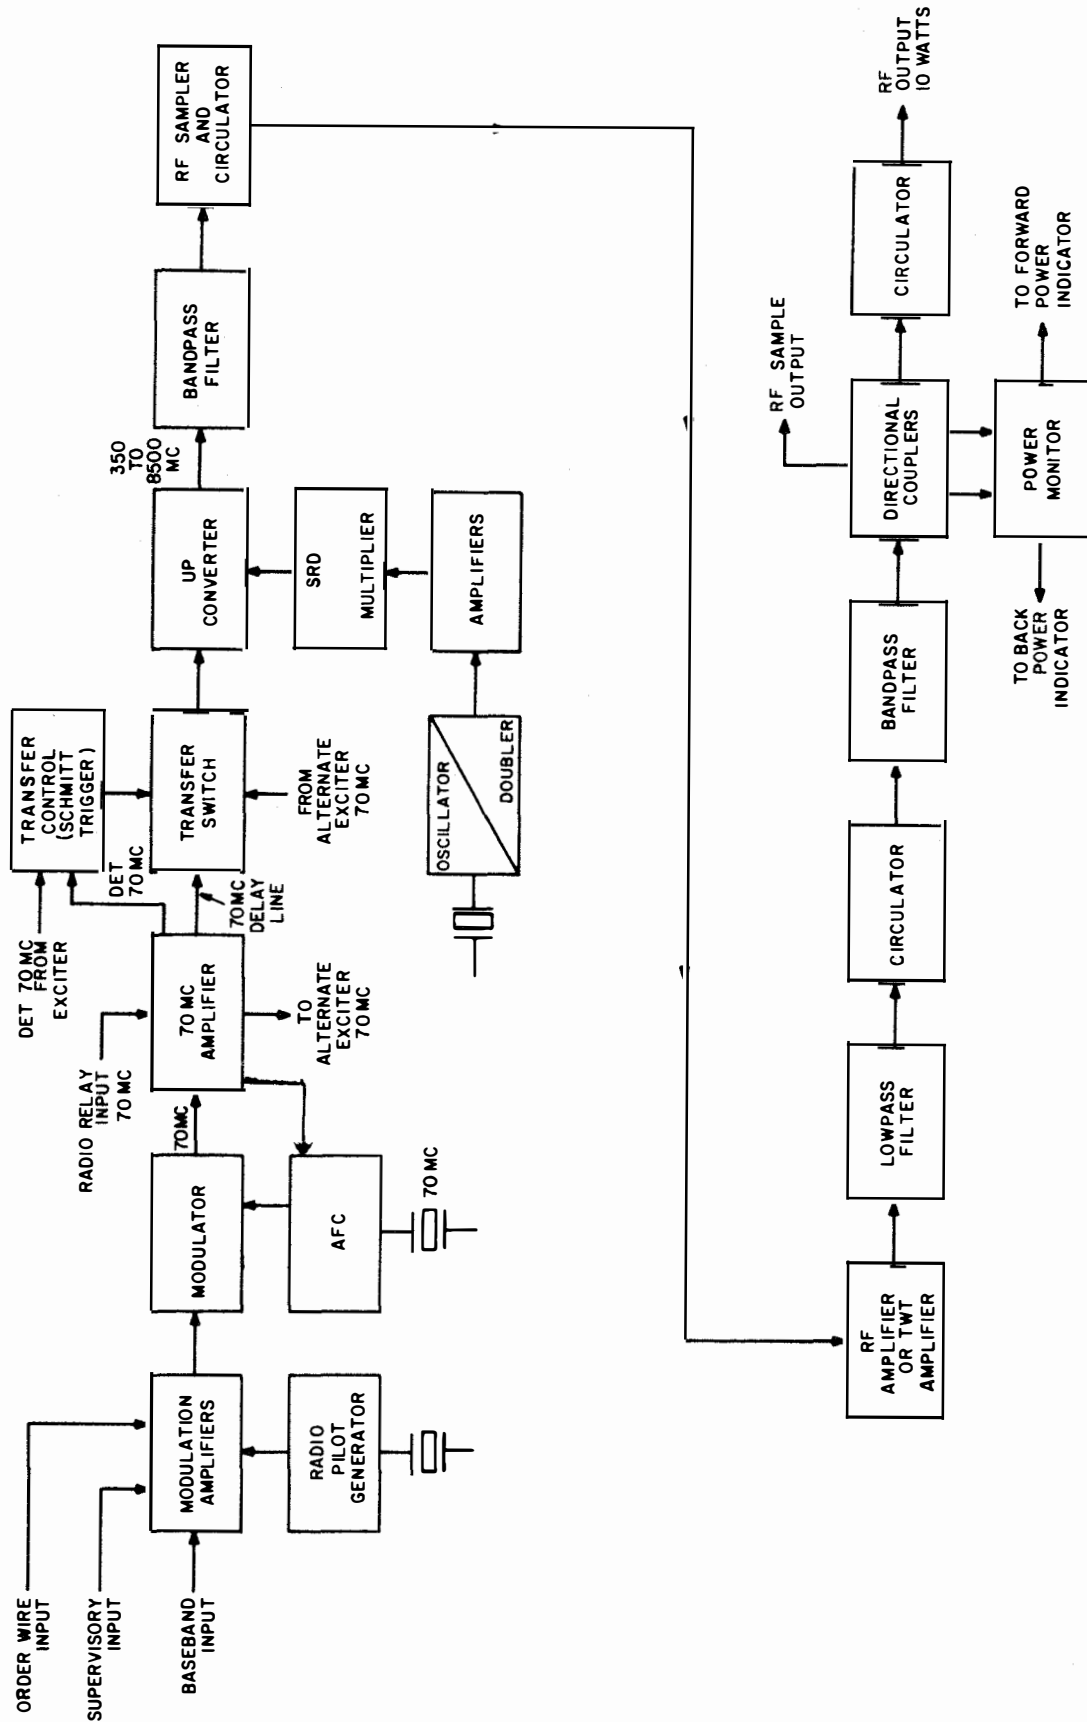 ORDER WIRE
INPUT
SUPERVISORY
INPUT
BASEBAND
INPUT
MODULATION
AMPLIFIERS
RADIO
PILOT
GENERATOR
MODULATOR
AFC
70 MC
70MC
RADIO RELAY
INPUT
70 MC
70 MC
AMPLIFIER
TO
ALTERNATE
EXCITER
70 MC
DET 70 MC
FROM
EXCITER
DET
70 MC
70 MC
DELAY
LINE
TRANSFER
CONTROL
(SCHMITT
TRIGGER)
TRANSFER
SWITCH
FROM
ALTERNATE
EXCITER
70 MC
UP
CONVERTER
SRD
MULTIPLIER
AMPLIFIERS
OSCILLATOR
DOUBLER
350
TO
8500
MC
BANDPASS
FILTER
RF SAMPLER
AND
CIRCULATOR
RF
AMPLIFIER
OR TWT
AMPLIFIER
LOWPASS
FILTER
CIRCULATOR
BANDPASS
FILTER
DIRECTIONAL
COUPLERS
RF SAMPLE
OUTPUT
POWER
MONITOR
TO BACK
POWER
INDICATOR
TO FORWARD
POWER
INDICATOR
CIRCULATOR
RF
OUTPUT
10 WATTS